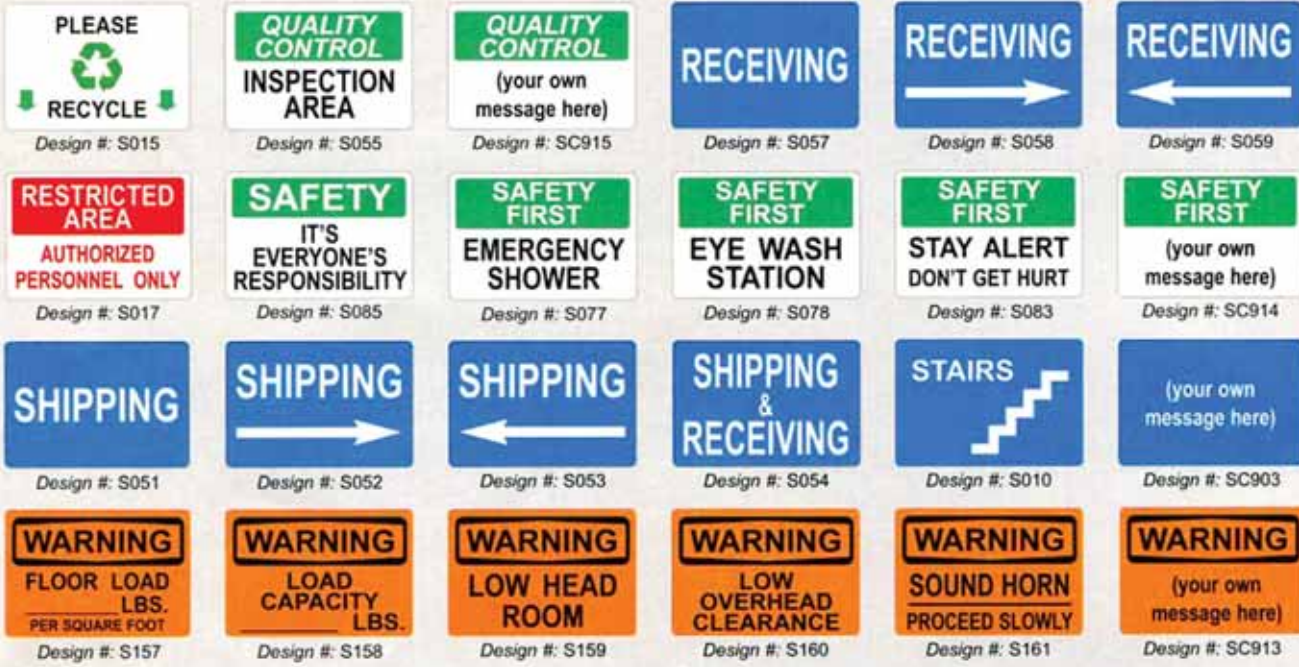 PLEASE
RECYCLE
Design #: S015
QUALITY
CONTROL
INSPECTION
AREA
Design #: S055
QUALITY
CONTROL
(your own
message here)
Design #: SC915
RECEIVING
Design #: S057
RECEIVING
Design #: S058
RECEIVING
Design #: S059
RESTRICTED
AREA
AUTHORIZED
PERSONNEL ONLY
Design #: S017
SAFETY
IT'S
EVERYONE'S
RESPONSIBILITY
Design #: S085
SAFETY
FIRST
EMERGENCY
SHOWER
Design #: S077
SAFETY
FIRST
EYE WASH
STATION
Design #: S078
SAFETY
FIRST
STAY ALERT
DON'T GET HURT
Design #: S083
SAFETY
FIRST
(your own
message here)
Design #: SC914
SHIPPING
Design #: S051
SHIPPING
Design #: S052
SHIPPING
Design #: S053
SHIPPING
&
RECEIVING
Design #: S054
STAIRS
Design #: S010
(your own
message here)
Design #: SC903
WARNING
FLOOR LOAD
______ LBS.
PER SQUARE FOOT
Design #: S157
WARNING
LOAD
CAPACITY
______ LBS.
Design #: S158
WARNING
LOW HEAD
ROOM
Design #: S159
WARNING
LOW
OVERHEAD
CLEARANCE
Design #: S160
WARNING
SOUND HORN
PROCEED SLOWLY
Design #: S161
WARNING
(your own
message here)
Design #: SC913